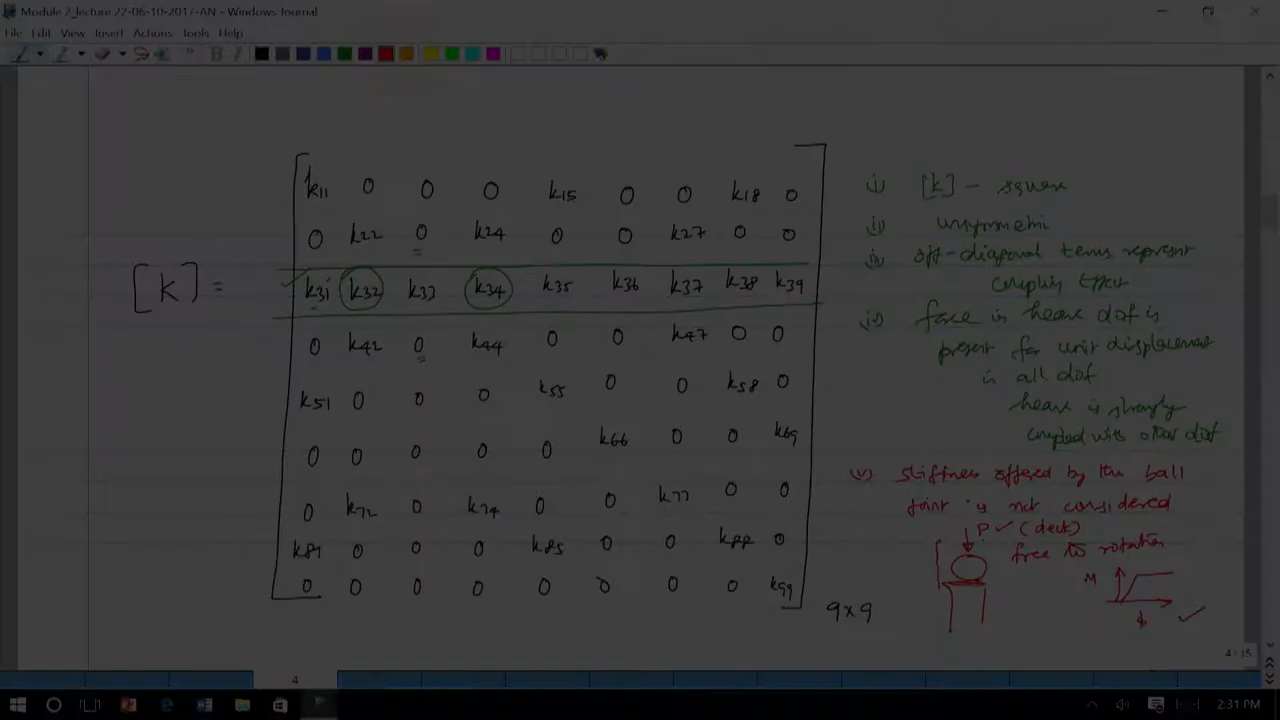 Module 2_lecture 22-06-10-2017-AN - Windows Journal
File Edit View Insert Actions Tools Help
[K] =
k11 0 0 0 k15 0 0 k18 0
0 k22 0 k24 0 0 k27 0 0
k31 k32 k33 k34 k35 k36 k37 k38 k39
0 k42 0 k44 0 0 k47 0 0
k51 0 0 0 k55 0 0 k58 0
0 0 0 0 0 k66 0 0 k69
0 k72 0 k74 0 0 k77 0 0
k81 0 0 0 k85 0 0 k88 0
0 0 0 0 0 0 0 0 k99
9x9
i) [K] - square
ii) unsymmetric
iii) off-diagonal terms represent
coupling Effect
iv) force in heave dof is
present for unit displacement
in all dof
heave is strongly
coupled with other dof
v) stiffness offered by the ball
joint is not considered
P ✓ (deck)
free to rotation
M
ϕ
4 / 15
4
2:31 PM